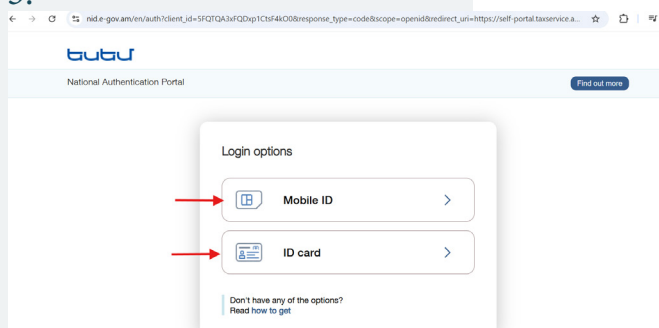 nid.e-gov.am/en/auth?client_id=5FQTQA3xFQDxp1CtsF4kO0&response_type=code&scope=openid&redirect_uri=https://self-portal.taxservice.a...
National Authentication Portal
Find out more
Login options
Mobile ID
ID card
Don't have any of the options?
Read how to get